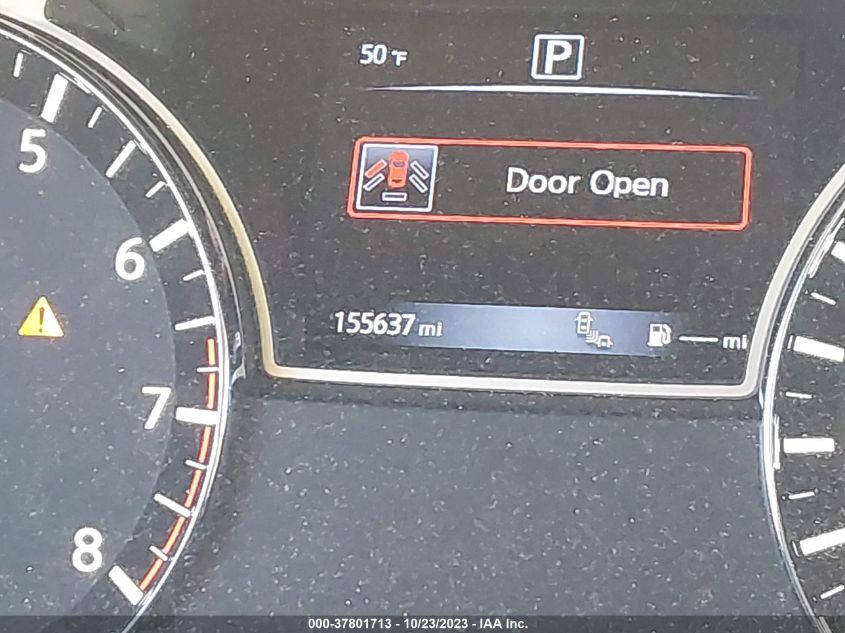 50 °F P
5
Door Open
6
155637 mi
--- mi
7
8
000-37801713 - 10/23/2023 - IAA Inc.